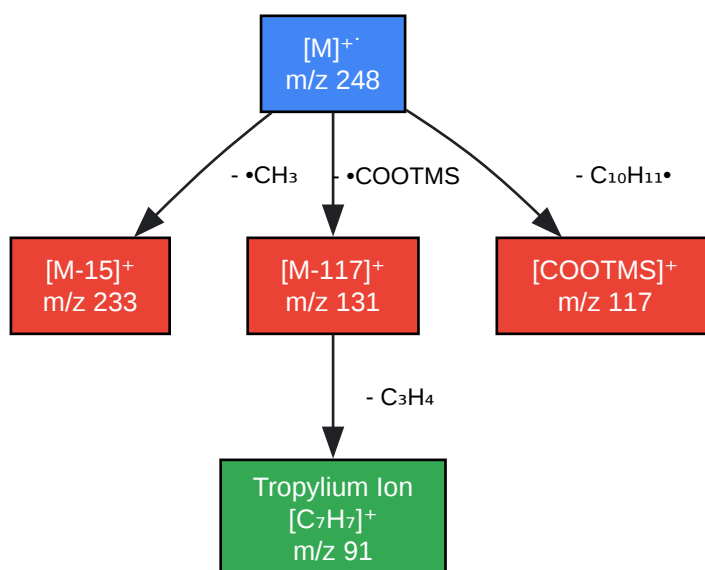 [M]⁺˙
m/z 248
- •CH₃
- •COOTMS
- C₁₀H₁₁•
[M-15]⁺
m/z 233
[M-117]⁺
m/z 131
[COOTMS]⁺
m/z 117
- C₃H₄
Tropylium Ion
[C₇H₇]⁺
m/z 91